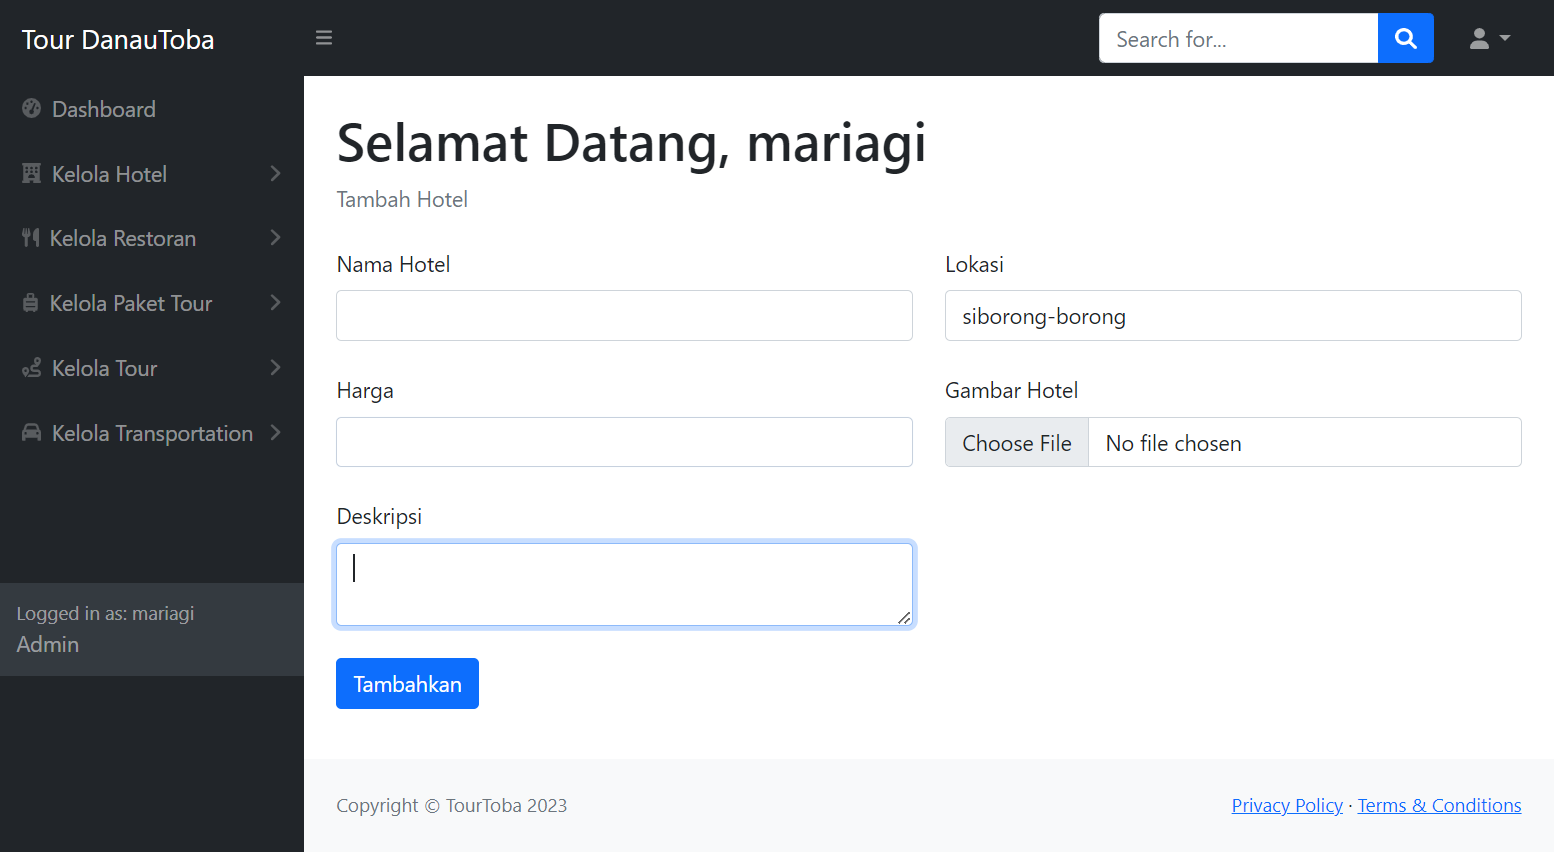 Tour DanauToba
Search for...
Dashboard
Kelola Hotel
Kelola Restoran
Kelola Paket Tour
Kelola Tour
Kelola Transportation
Logged in as: mariagi
Admin
Selamat Datang, mariagi
Tambah Hotel
Nama Hotel
Lokasi
siborong-borong
Harga
Gambar Hotel
Choose File No file chosen
Deskripsi
Tambahkan
Copyright © TourToba 2023
Privacy Policy · Terms & Conditions